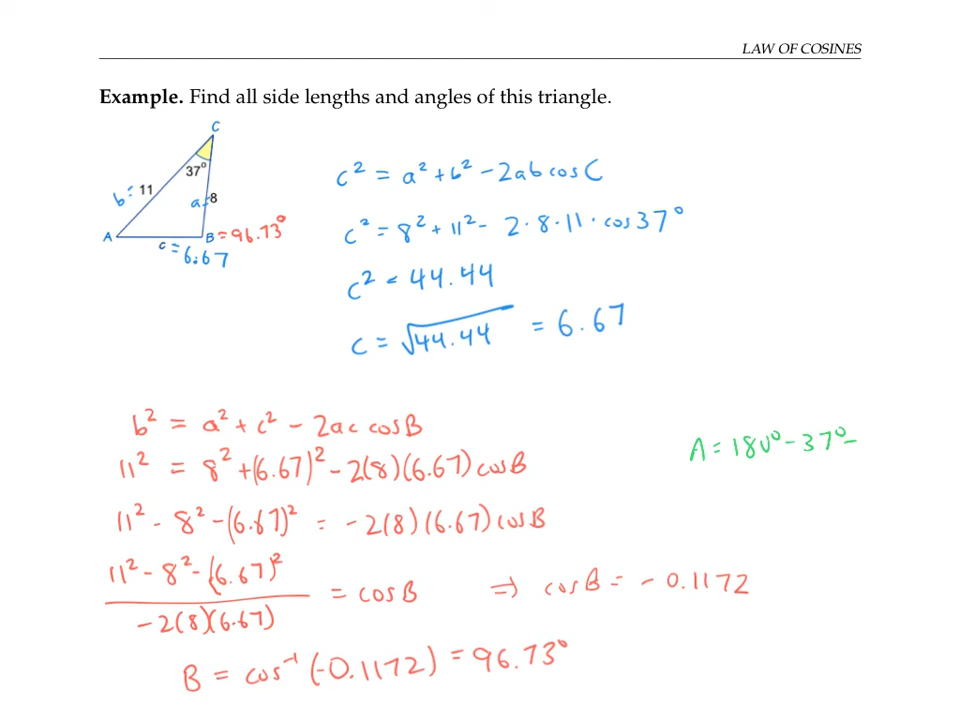 LAW OF COSINES
Example. Find all side lengths and angles of this triangle.
C
37°
b = 11
a = 8
A
B = 96.73°
c = 6.67
c² = a² + b² - 2ab cos C
c² = 8² + 11² - 2·8·11·cos 37°
c² = 44.44
c = √44.44 = 6.67
b² = a² + c² - 2ac cos B
11² = 8² + (6.67)² - 2(8)(6.67) cos B
11² - 8² - (6.67)² = -2(8)(6.67) cos B
11² - 8² - (6.67)²
-2(8)(6.67)
= cos B ⇒ cos B = -0.1172
B = cos⁻¹(-0.1172) = 96.73°
A = 180° - 37° -